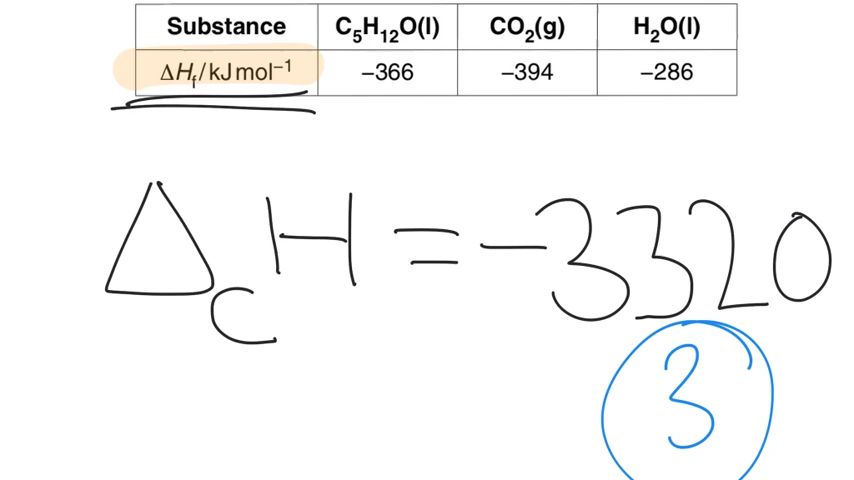 Substance C₅H₁₂O(l) CO₂(g) H₂O(l)
ΔHf/kJ mol⁻¹ −366 −394 −286
ΔcH = −3320
3